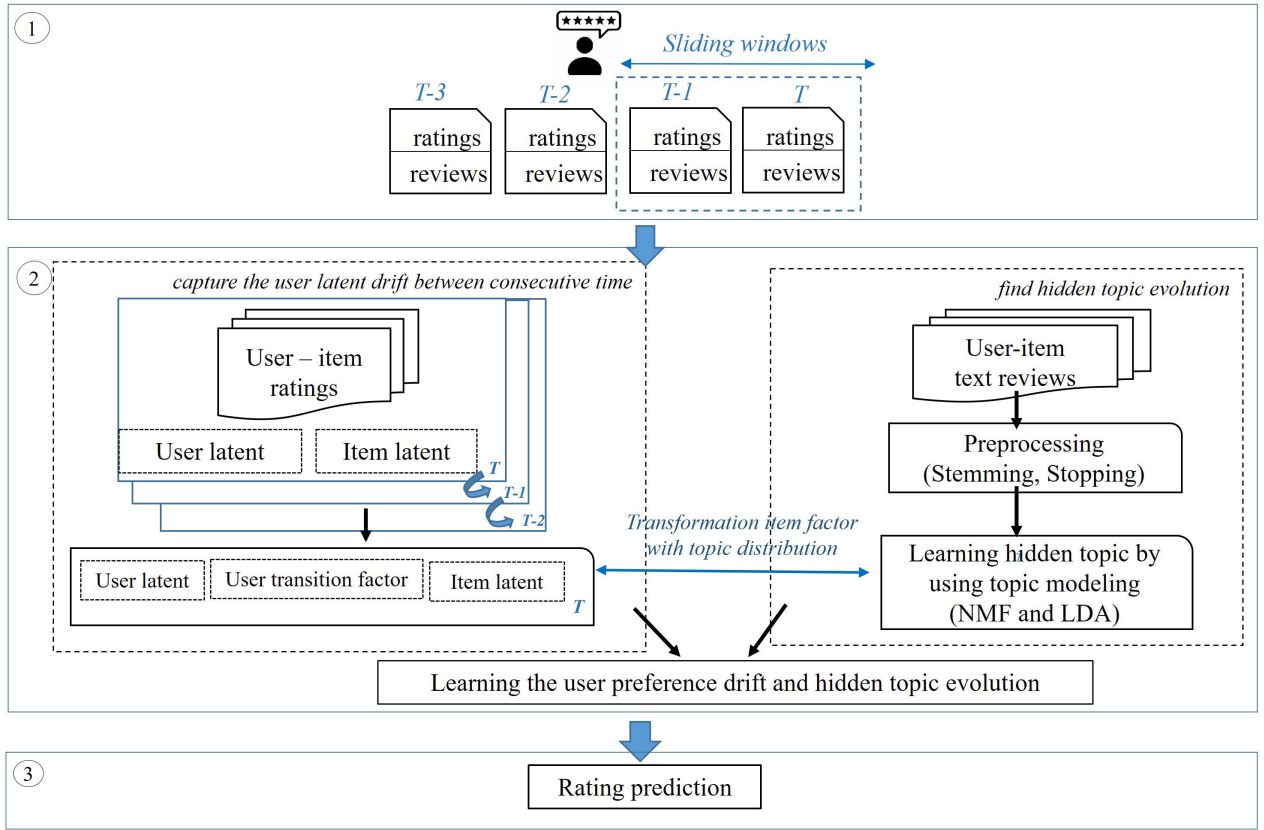 1
Sliding windows
T-3
T-2
T-1
T
ratings
reviews
ratings
reviews
ratings
reviews
ratings
reviews
2
capture the user latent drift between consecutive time
User – item
ratings
User latent
Item latent
T
T-1
T-2
User latent
User transition factor
Item latent
T
Transformation item factor
with topic distribution
find hidden topic evolution
User-item
text reviews
Preprocessing
(Stemming, Stopping)
Learning hidden topic by
using topic modeling
(NMF and LDA)
Learning the user preference drift and hidden topic evolution
3
Rating prediction